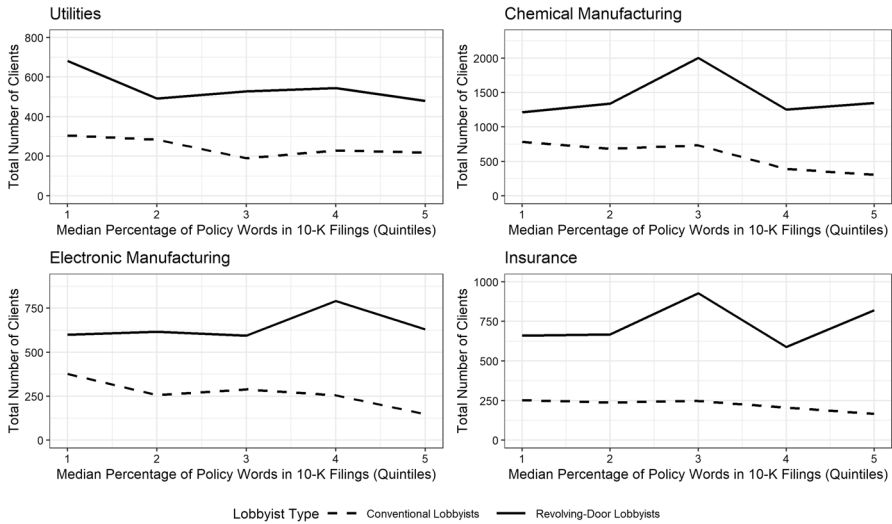 Utilities
Total Number of Clients
800
600
400
200
0
1 2 3 4 5
Median Percentage of Policy Words in 10-K Filings (Quintiles)
Chemical Manufacturing
Total Number of Clients
2000
1500
1000
500
0
1 2 3 4 5
Median Percentage of Policy Words in 10-K Filings (Quintiles)
Electronic Manufacturing
Total Number of Clients
750
500
250
0
1 2 3 4 5
Median Percentage of Policy Words in 10-K Filings (Quintiles)
Insurance
Total Number of Clients
1000
750
500
250
0
1 2 3 4 5
Median Percentage of Policy Words in 10-K Filings (Quintiles)
Lobbyist Type Conventional Lobbyists Revolving-Door Lobbyists